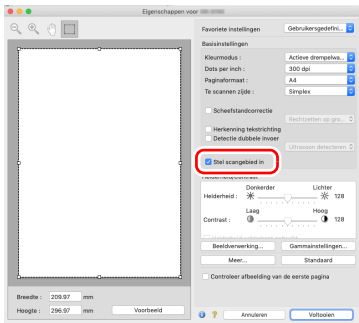 Eigenschappen voor
Favoriete instellingen
Gebruikersgedefini...
Basisinstellingen
Kleurmodus :
Actieve drempelwa...
Dots per inch :
300 dpi
Paginaformaat :
A4
Te scannen zijde :
Simplex
Scheefstandcorrectie
Rechtzetten op gro...
Herkenning tekstrichting
Detectie dubbele invoer
Ultrasoon detecteren
Stel scangebied in
Helderheid/Contrast
Donkerder
Lichter
Helderheid :
128
Laag
Hoog
Contrast :
128
Beeldverwerking...
Gammainstellingen...
Meer...
Standaard
Controleer afbeelding van de eerste pagina
Breedte :
209.97
mm
Hoogte :
296.97
mm
Voorbeeld
?
Annuleren
Voltooien